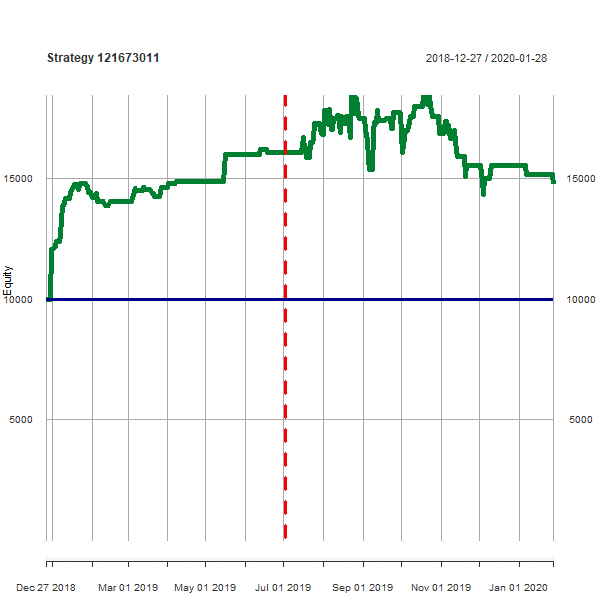 Strategy 121673011
2018-12-27 / 2020-01-28
15000
15000
Equity
10000
10000
5000
5000
Dec 27 2018
Mar 01 2019
May 01 2019
Jul 01 2019
Sep 01 2019
Nov 01 2019
Jan 01 2020